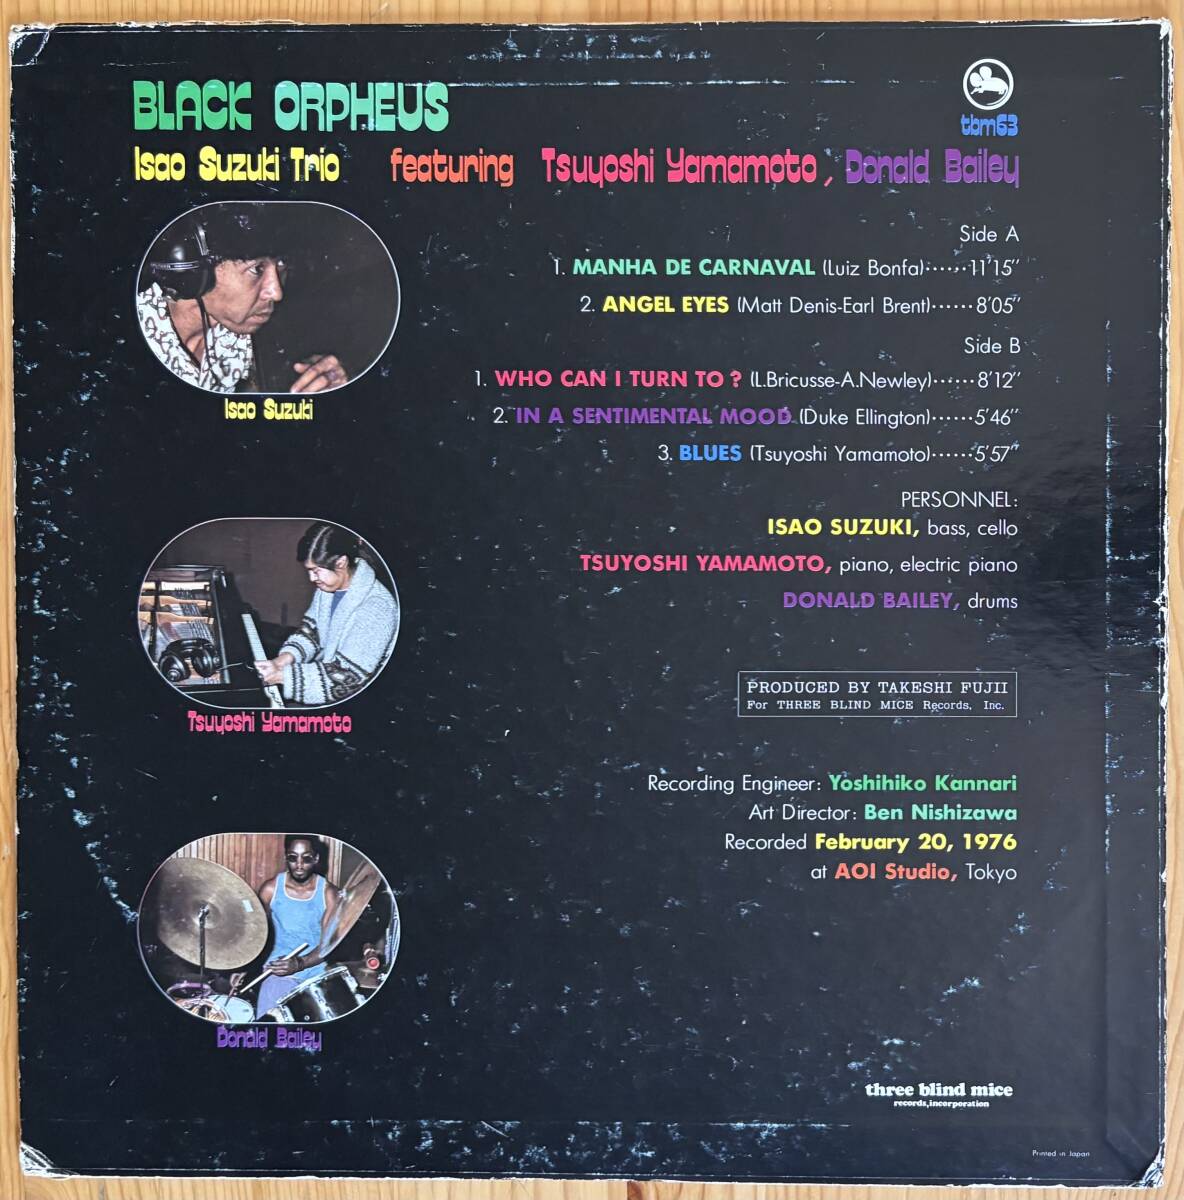 BLACK ORPHEUS
tbm63
Isao Suzuki Trio featuring Tsuyoshi Yamamoto, Donald Bailey
Side A
1. MANHA DE CARNAVAL (Luiz Bonfa)······11'15"
2. ANGEL EYES (Matt Denis-Earl Brent)······8'05"
Side B
1. WHO CAN I TURN TO? (L.Bricusse-A.Newley)······8'12"
2. IN A SENTIMENTAL MOOD (Duke Ellington)······5'46"
3. BLUES (Tsuyoshi Yamamoto)······5'57"
Isao Suzuki
PERSONNEL:
ISAO SUZUKI, bass, cello
TSUYOSHI YAMAMOTO, piano, electric piano
DONALD BAILEY, drums
Tsuyoshi Yamamoto
PRODUCED BY TAKESHI FUJII
For THREE BLIND MICE Records, Inc.
Recording Engineer: Yoshihiko Kannari
Art Director: Ben Nishizawa
Recorded February 20, 1976
at AOI Studio, Tokyo
Donald Bailey
three blind mice
records,incorporation
Printed in Japan